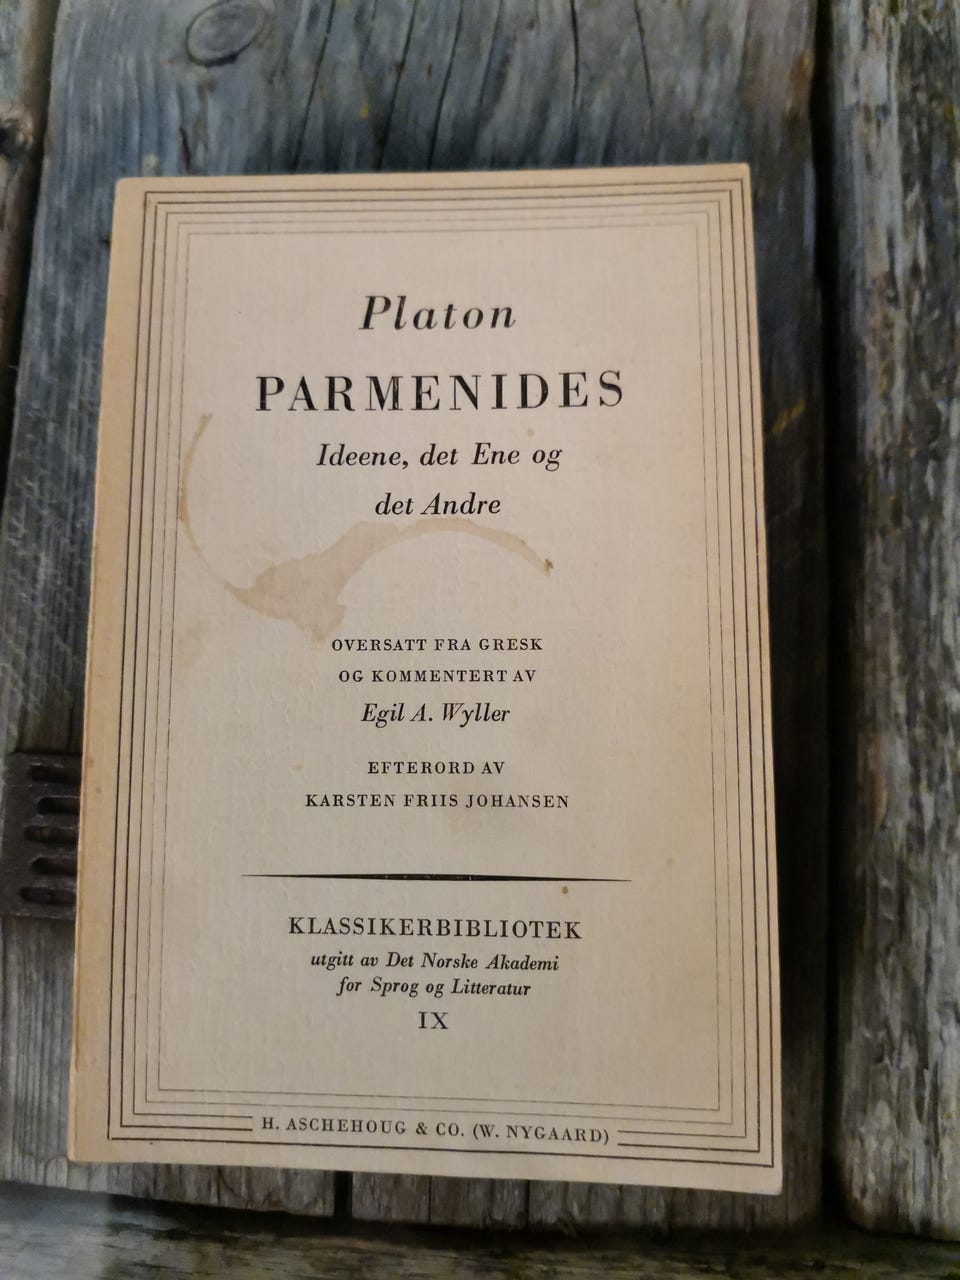 Platon
PARMENIDES
Ideene, det Ene og
det Andre
OVERSATT FRA GRESK
OG KOMMENTERT AV
Egil A. Wyller
EFTERORD AV
KARSTEN FRIIS JOHANSEN
KLASSIKERBIBLIOTEK
utgitt av Det Norske Akademi
for Sprog og Litteratur
IX
H. ASCHEHOUG & CO. (W. NYGAARD)